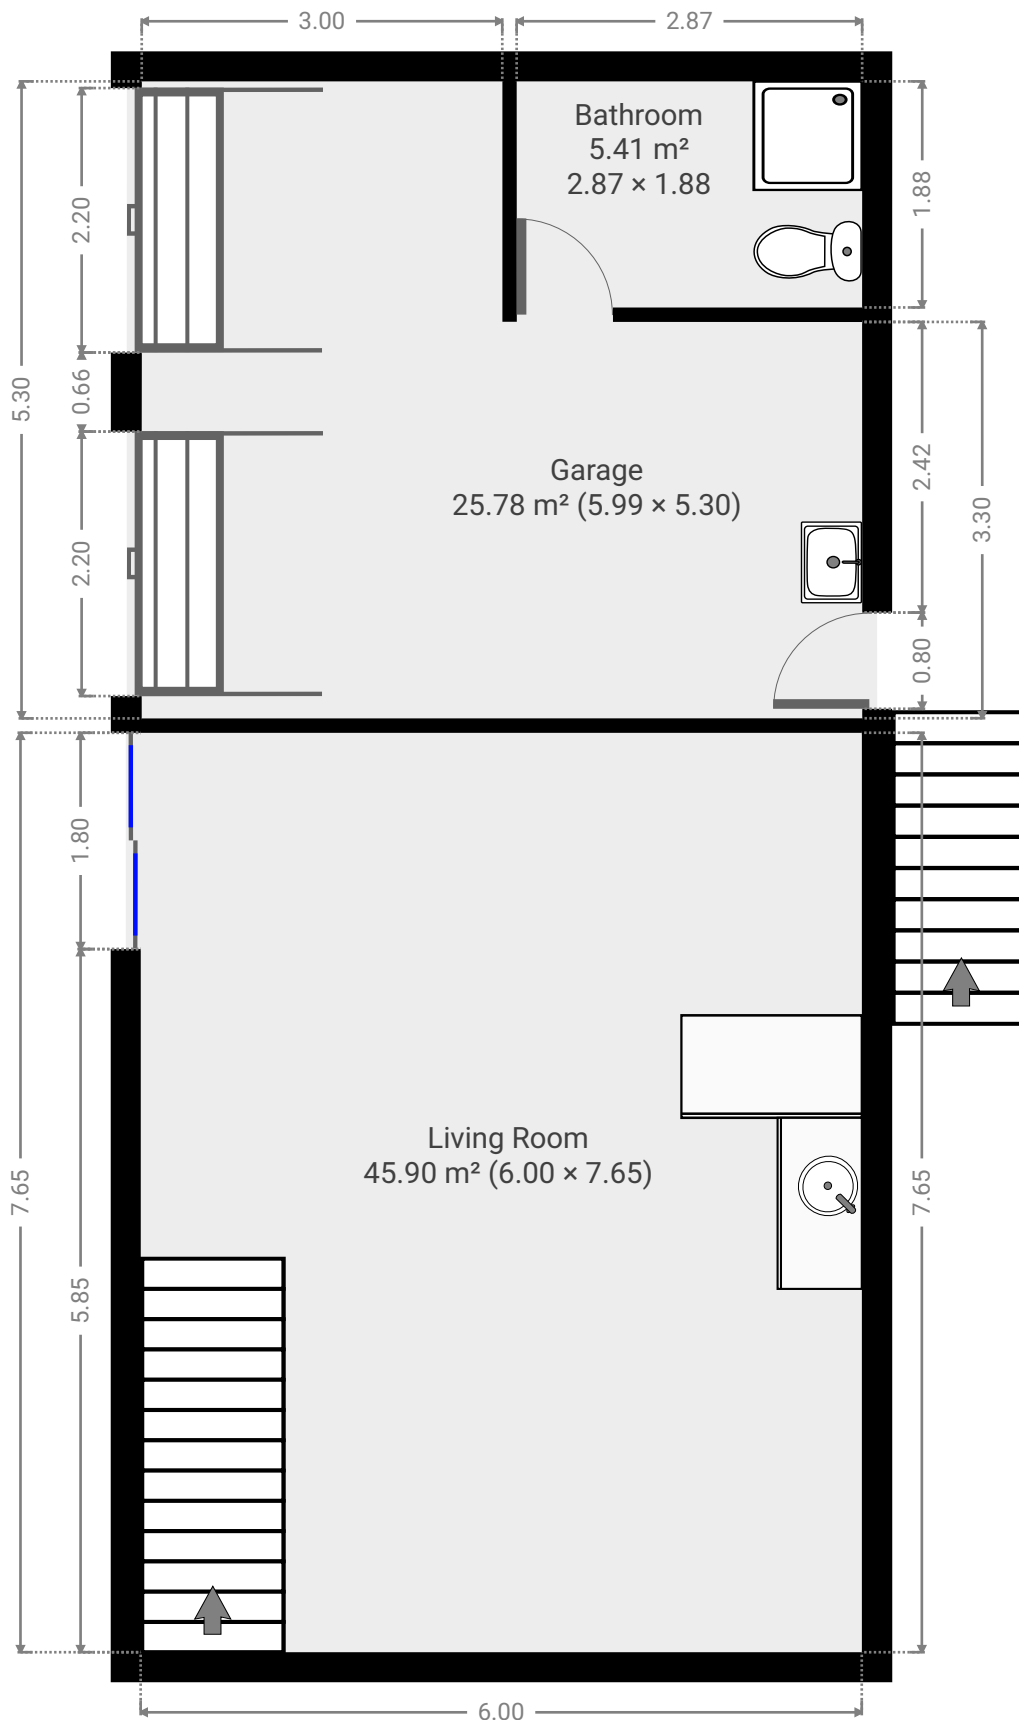 3.00
2.87
Bathroom
5.41 m²
2.87 × 1.88
2.20
1.88
5.30
0.66
2.42
Garage
25.78 m² (5.99 × 5.30)
3.30
2.20
0.80
1.80
Living Room
45.90 m² (6.00 × 7.65)
7.65
7.65
5.85
6.00